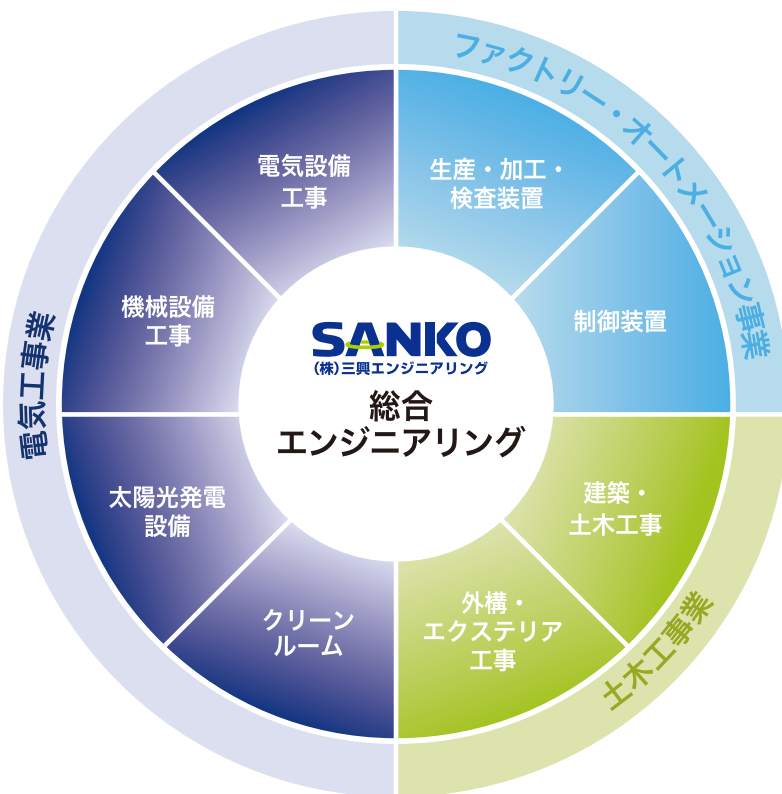 ファクトリー・オートメーション事業
電気設備
工事
生産・加工・
検査装置
機械設備
工事
制御装置
電気工事業
SANKO
(株)三興エンジニアリング
総合
エンジニアリング
太陽光発電
設備
建築・
土木工事
クリーン
ルーム
外構・
エクステリア
工事
土木工事業